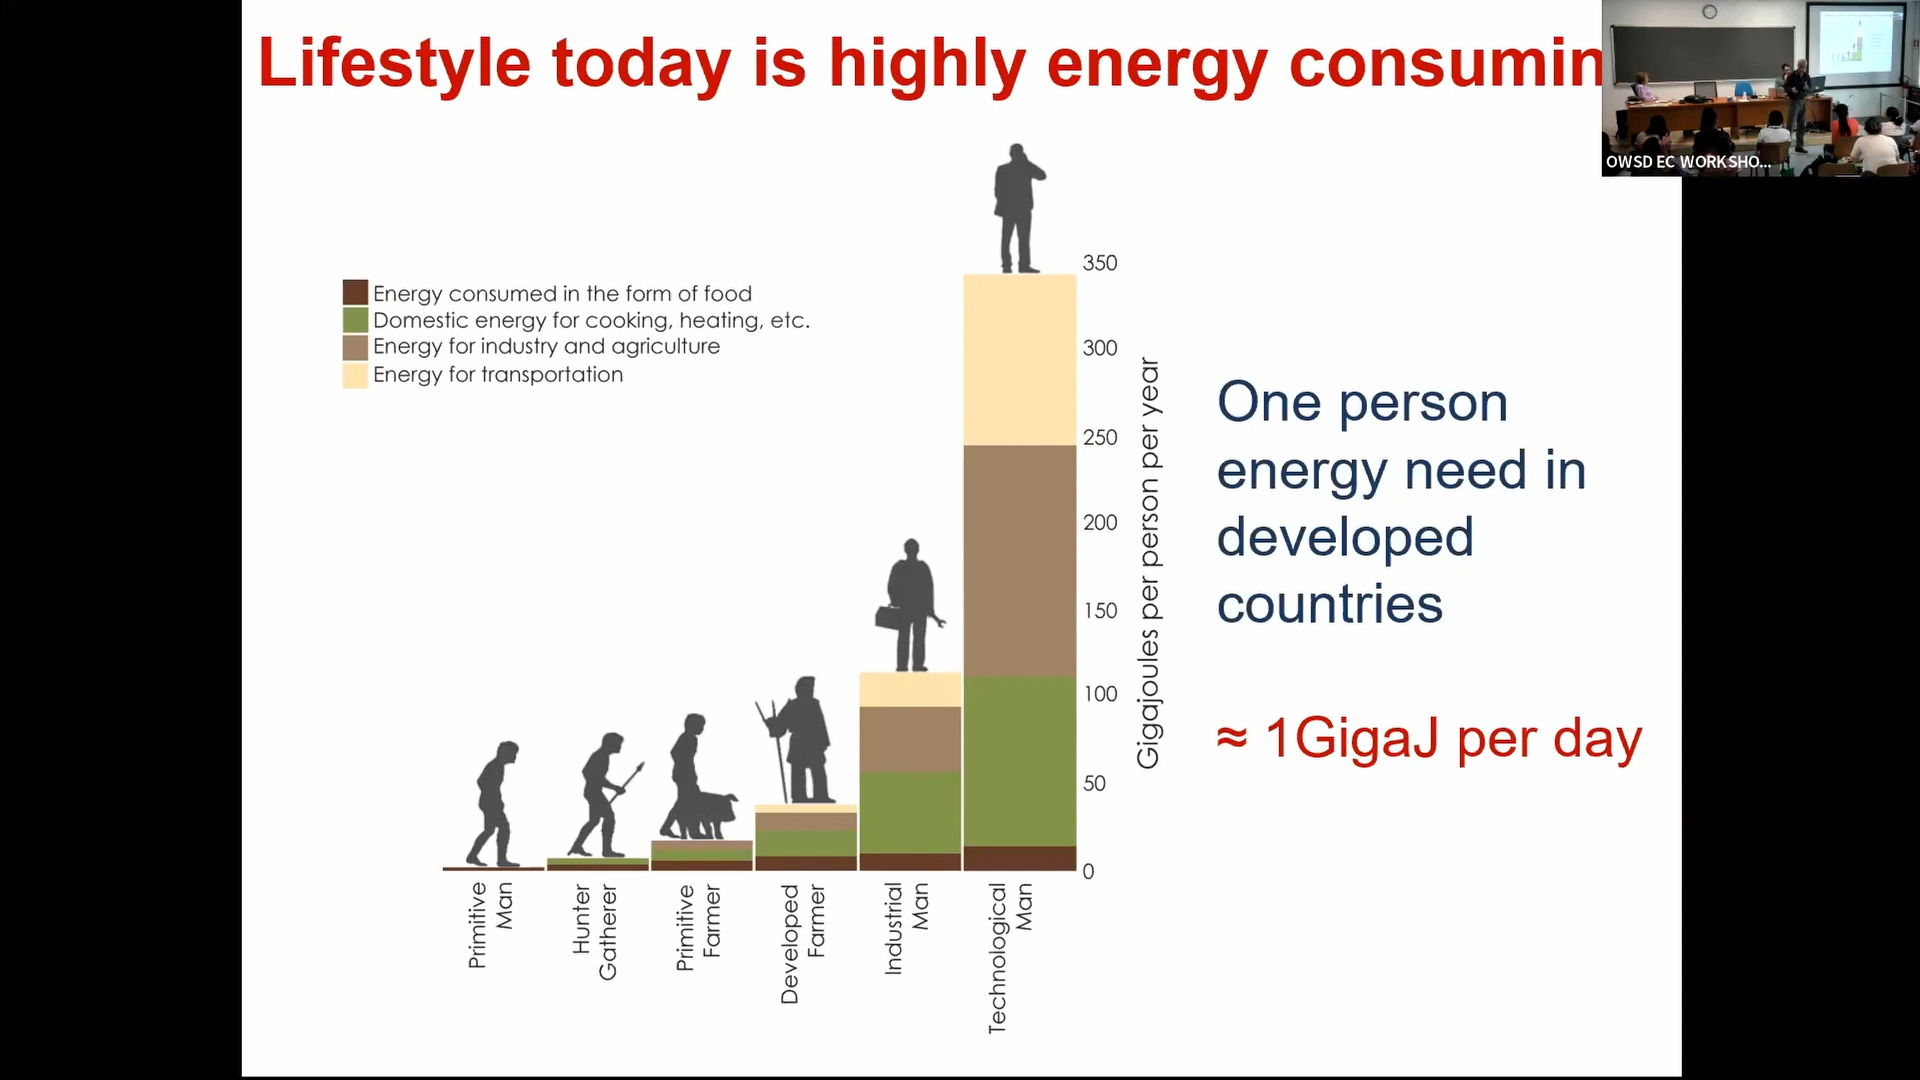 Lifestyle today is highly energy consumin
OWSD EC WORKSHO...
Energy consumed in the form of food
Domestic energy for cooking, heating, etc.
Energy for industry and agriculture
Energy for transportation
350
300
250
200
150
100
50
0
Gigajoules per person per year
One person
energy need in
developed
countries
≈ 1GigaJ per day
Primitive
Man
Hunter
Gatherer
Primitive
Farmer
Developed
Farmer
Industrial
Man
Technological
Man